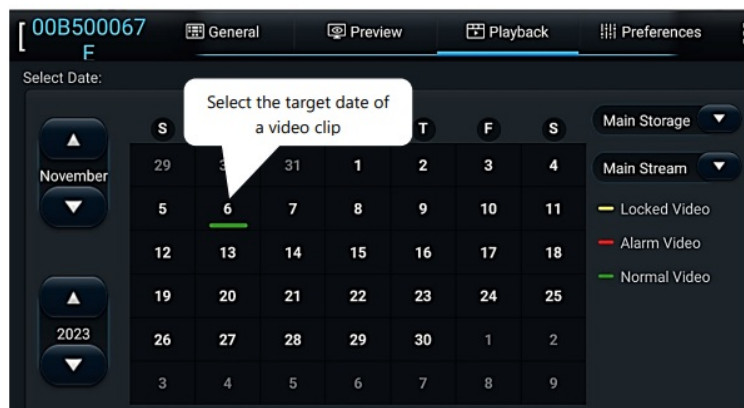 [ 00B500067
E
General
Preview
Playback
Preferences
Select Date:
Select the target date of
a video clip
S T F S
Main Storage
Main Stream
Locked Video
Alarm Video
Normal Video
November
2023
29 31 1 2 3 4
5 6 7 8 9 10 11
12 13 14 15 16 17 18
19 20 21 22 23 24 25
26 27 28 29 30 1 2
3 4 5 6 7 8 9